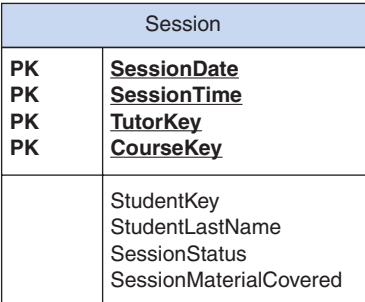 Session
PK SessionDate
PK SessionTime
PK TutorKey
PK CourseKey
StudentKey
StudentLastName
SessionStatus
SessionMaterialCovered